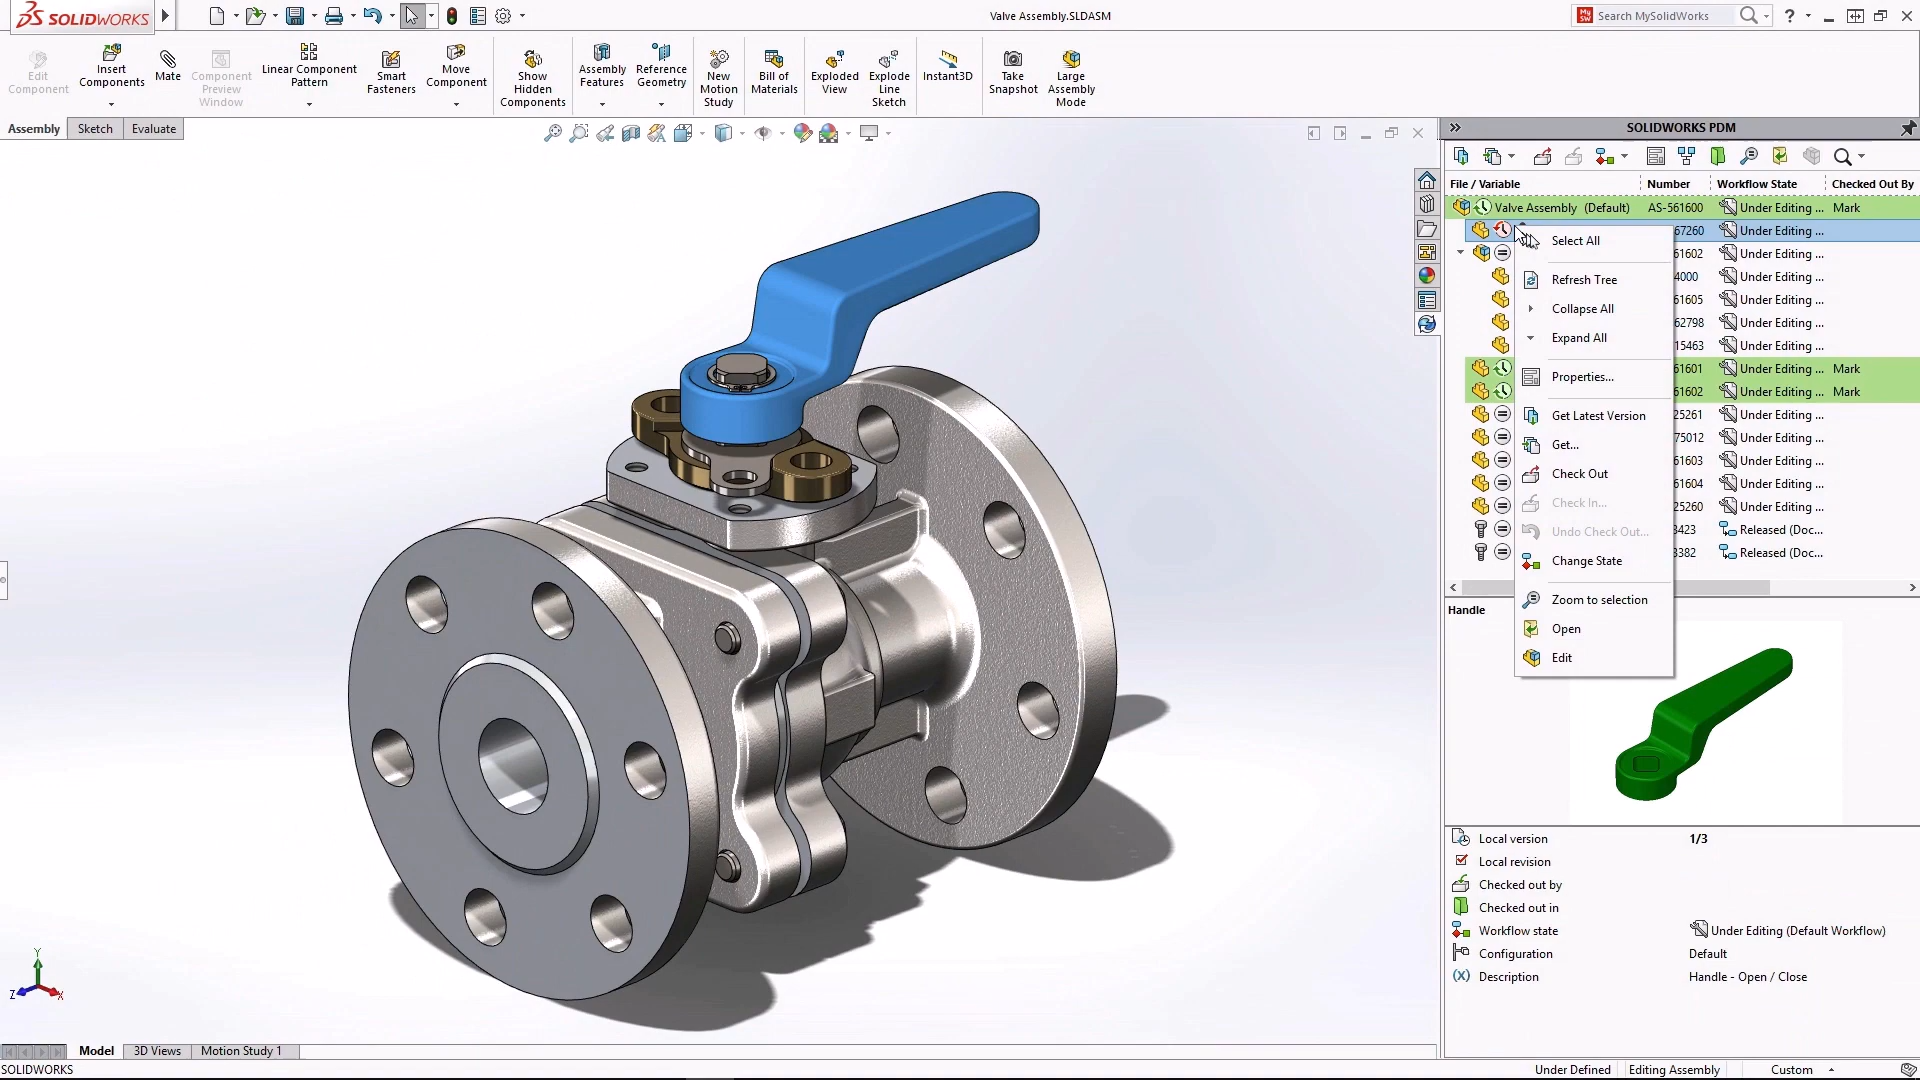 SOLIDWORKS
Valve Assembly.SLDASM
Search MySolidWorks
Edit Component
Insert Components
Mate
Component Preview Window
Linear Component Pattern
Smart Fasteners
Move Component
Show Hidden Components
Assembly Features
Reference Geometry
New Motion Study
Bill of Materials
Exploded View
Explode Line Sketch
Instant3D
Take Snapshot
Large Assembly Mode
Assembly
Sketch
Evaluate
SOLIDWORKS PDM
File / Variable Number Workflow State Checked Out By
Valve Assembly (Default) AS-561600 Under Editing ... Mark
67260 Under Editing ...
61602 Under Editing ...
4000 Under Editing ...
61605 Under Editing ...
62798 Under Editing ...
15463 Under Editing ...
61601 Under Editing ... Mark
61602 Under Editing ... Mark
25261 Under Editing ...
75012 Under Editing ...
61603 Under Editing ...
61604 Under Editing ...
25260 Under Editing ...
3423 Released (Doc...
3382 Released (Doc...
Select All
Refresh Tree
Collapse All
Expand All
Properties...
Get Latest Version
Get...
Check Out
Check In...
Undo Check Out...
Change State
Zoom to selection
Open
Edit
Handle
Local version 1/3
Local revision
Checked out by
Checked out in
Workflow state Under Editing (Default Workflow)
Configuration Default
Description Handle - Open / Close
Y
Z
X
Model
3D Views
Motion Study 1
SOLIDWORKS
Under Defined
Editing Assembly
Custom